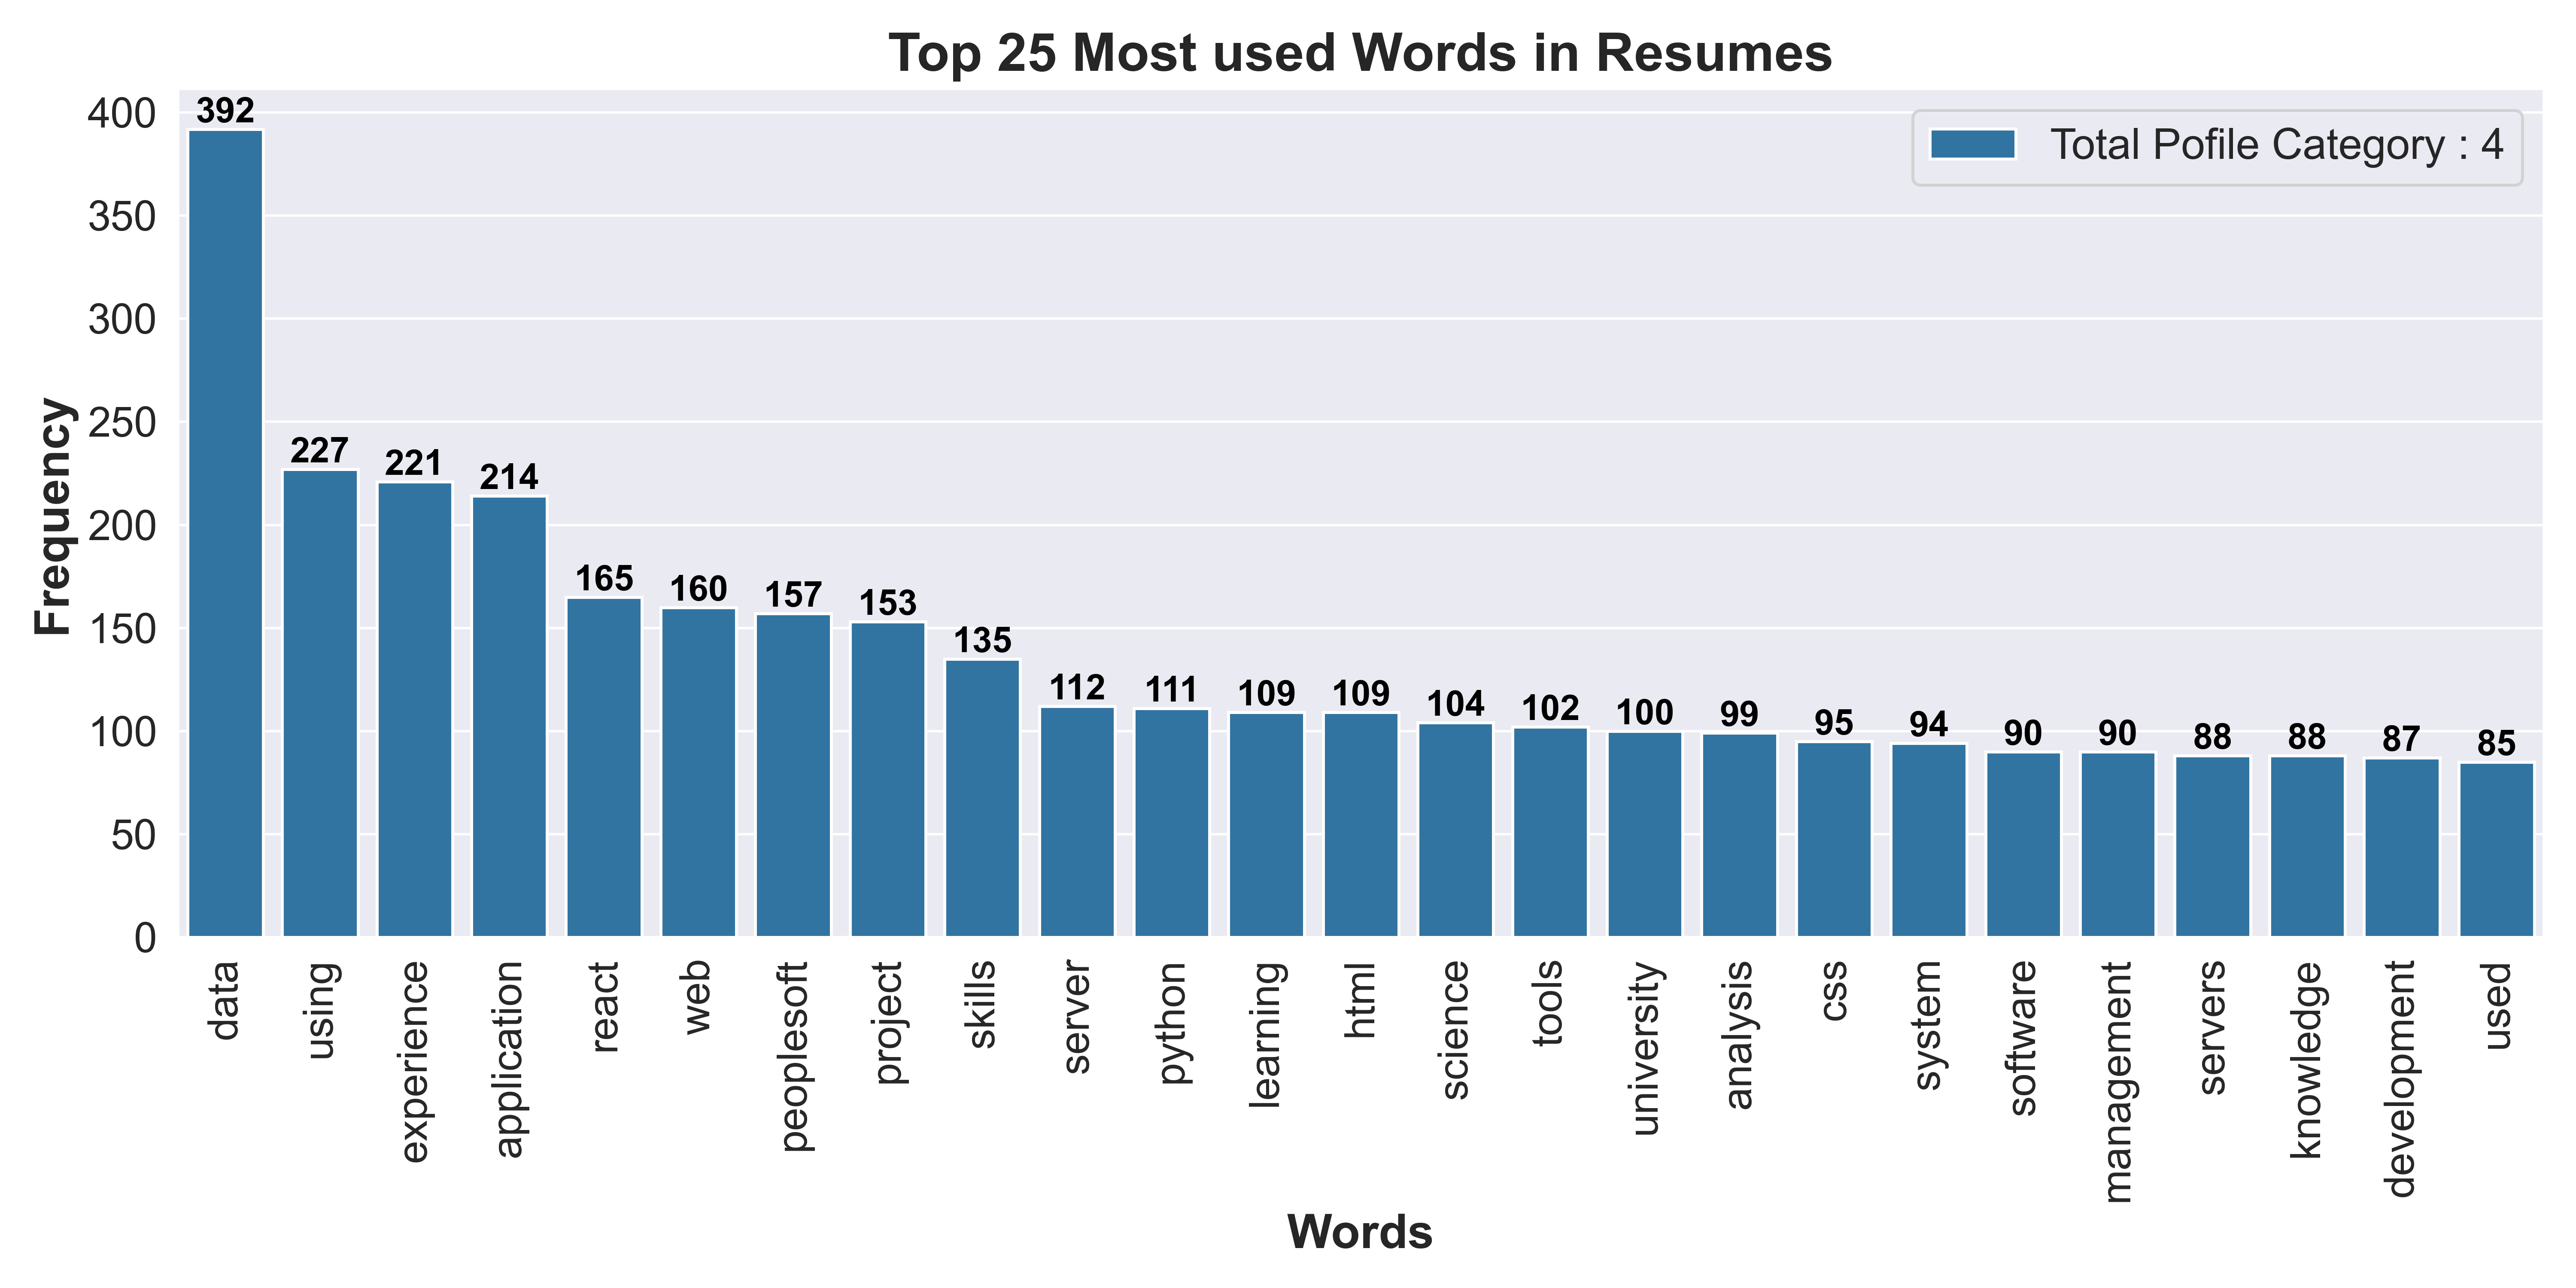 Top 25 Most used Words in Resumes
Total Pofile Category : 4
Frequency
400
350
300
250
200
150
100
50
0
392
227
221
214
165
160
157
153
135
112
111
109
109
104
102
100
99
95
94
90
90
88
88
87
85
data
using
experience
application
react
web
peoplesoft
project
skills
server
python
learning
html
science
tools
university
analysis
css
system
software
management
servers
knowledge
development
used
Words